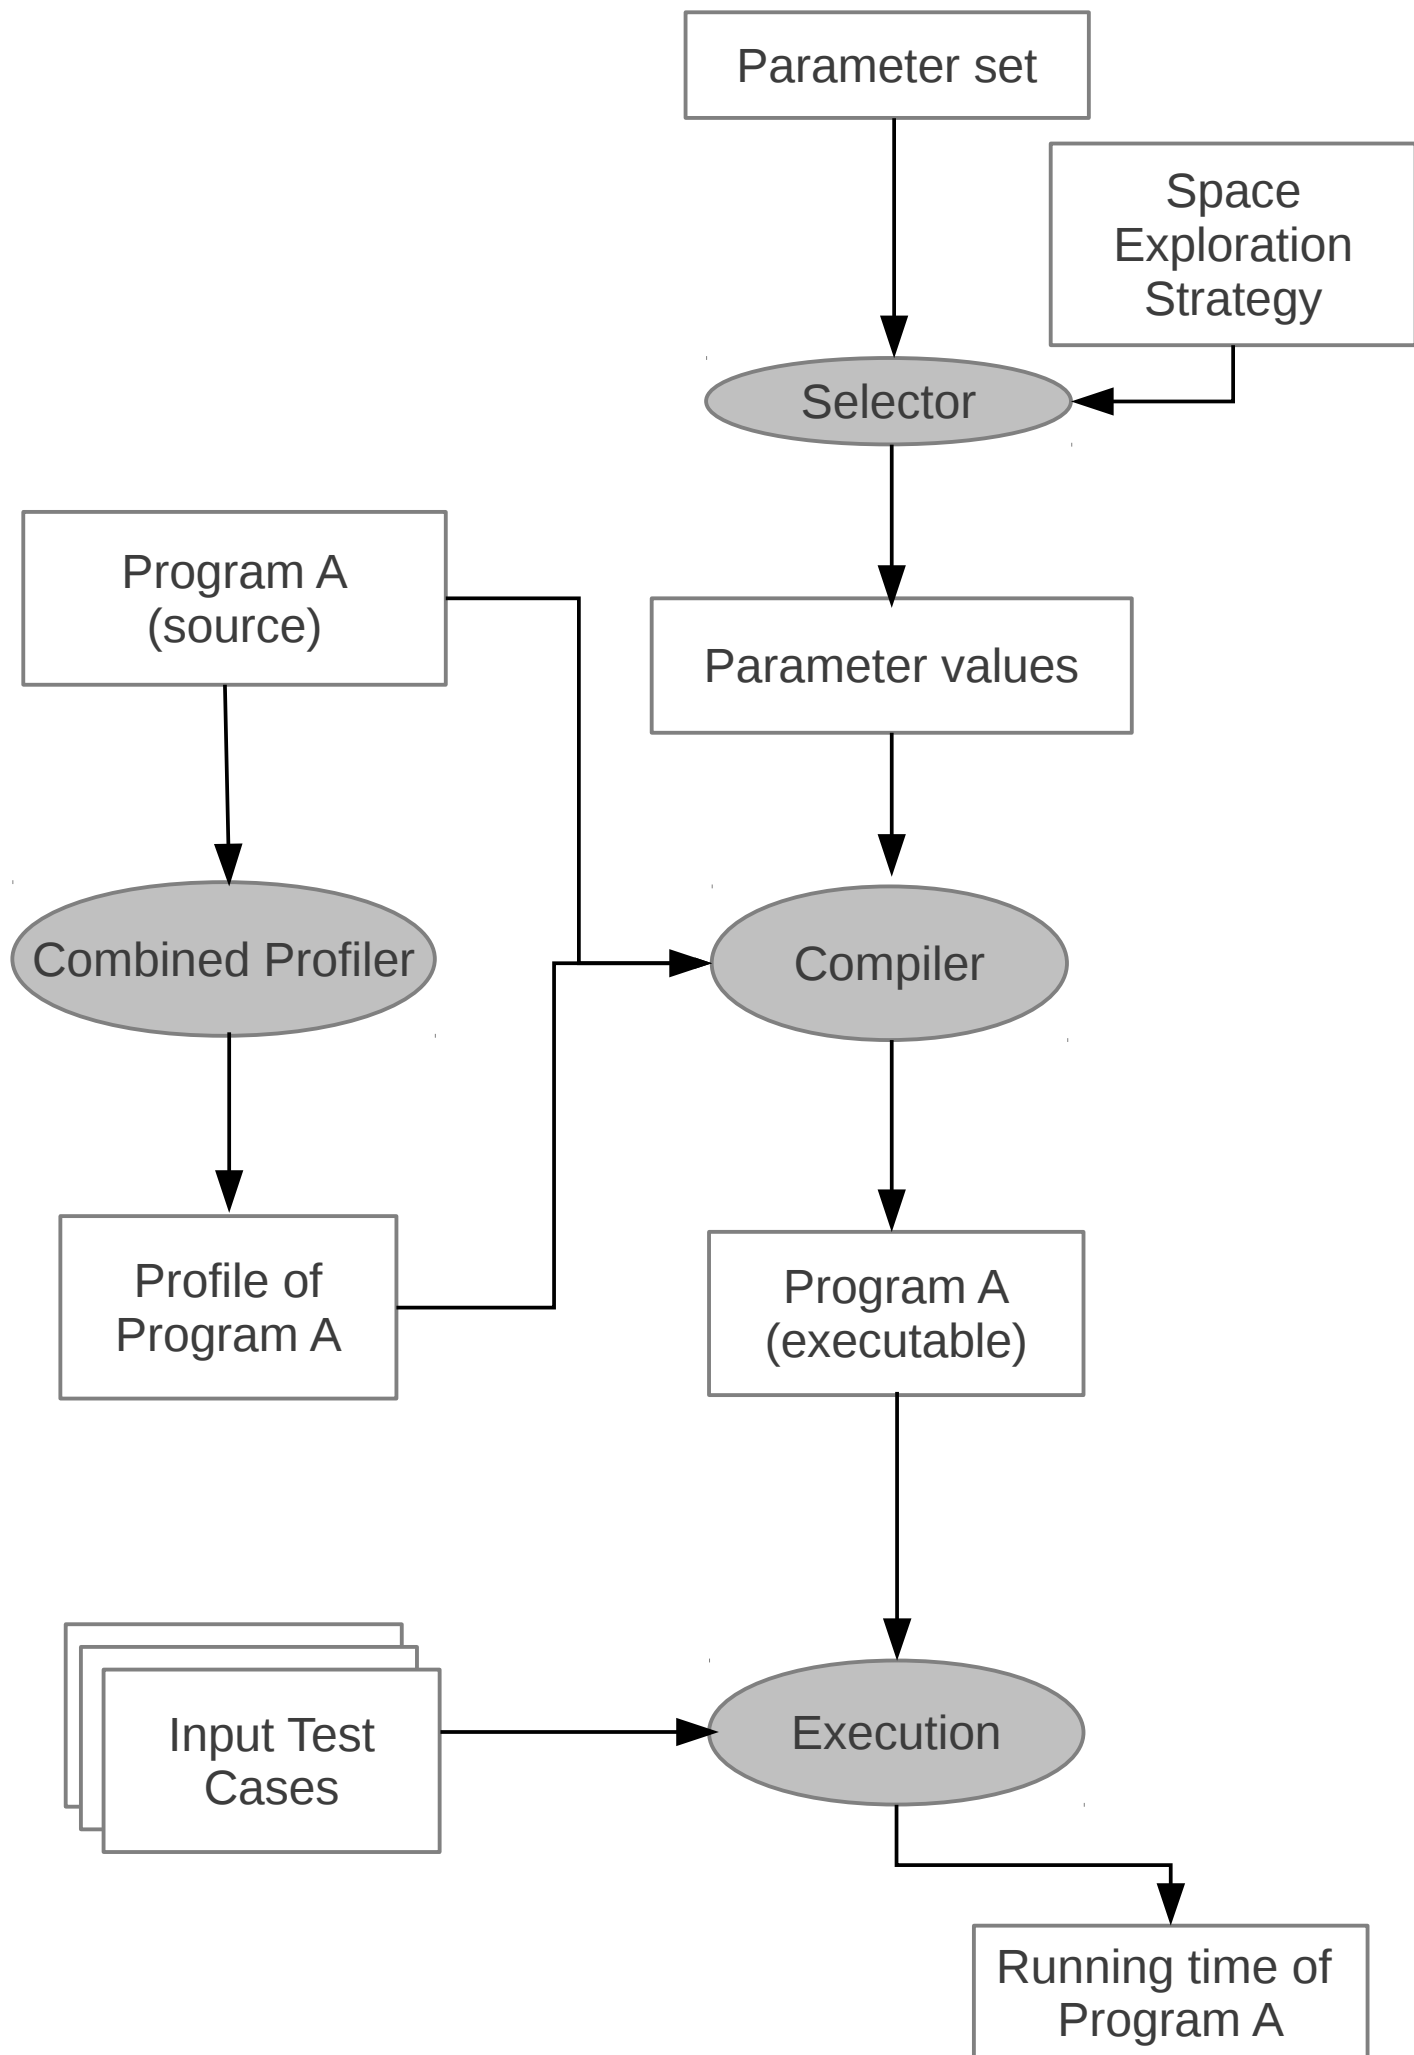 Parameter set
Space
Exploration
Strategy
Selector
Program A
(source)
Parameter values
Combined Profiler
Compiler
Profile of
Program A
Program A
(executable)
Input Test
Cases
Execution
Running time of
Program A